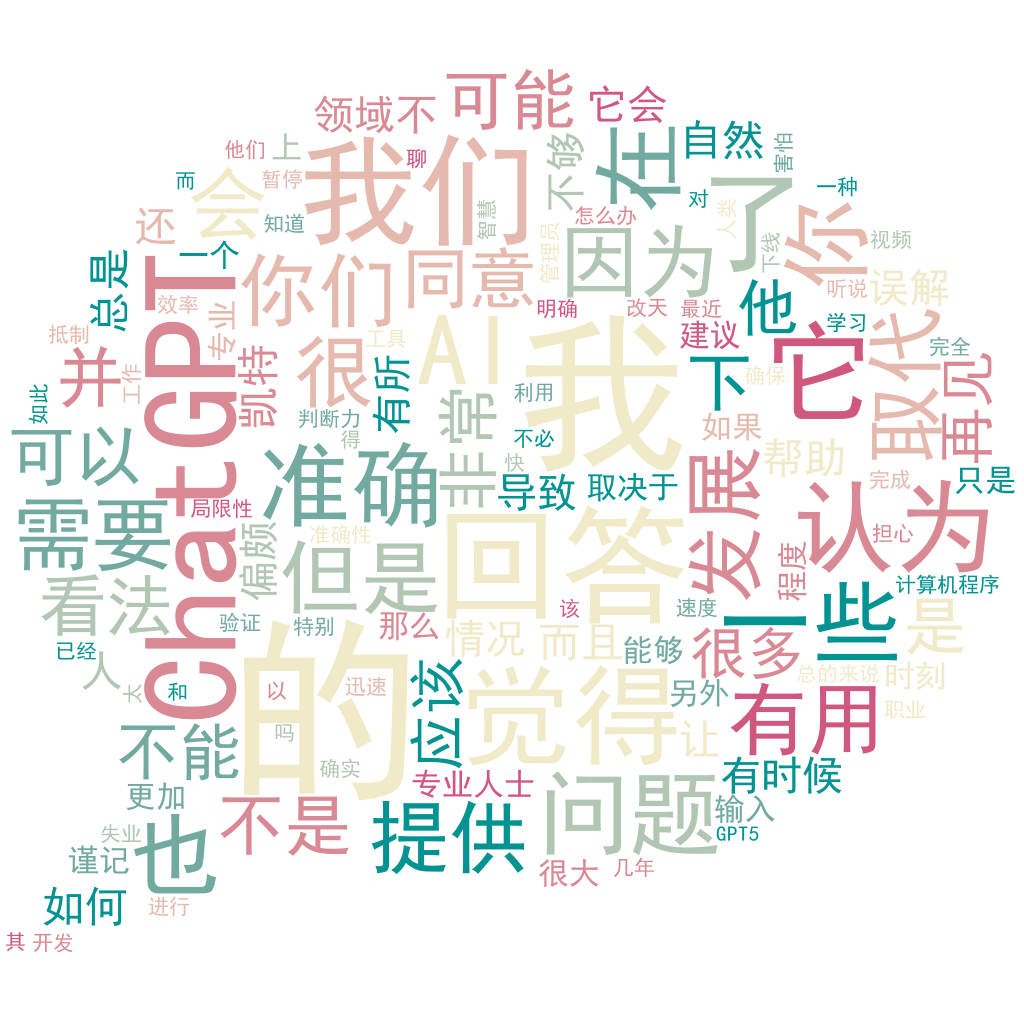 可能
领域不
它会
我们
在
自然
害怕
聊
他们
上
不够
而
会
暂停
了
一种
对
人类
你
还
知道
智慧
怎么办
因为
管理员
下线
视频
总是
一个
你们
同意
误解
他
听说
ChatGPT
效率
专业
明确
改天
最近
学习
抵制
工具
AI
我
建议
它
取代
完全
并
凯特
很
有所
下
再见
工作
如此
利用
确保
非常
判断力
如果
可以
得
不必
帮助
准确
快
发展
完成
只是
导致
取决于
认为
需要
局限性
回答
偏颇
准确性
但是
担心
程度
看法
计算机程序
一些
该
速度
验证
特别
那么
情况
而且
是
能够
很多
已经
人
的
应该
觉得
总的来说
时刻
太
和
以
迅速
另外
有用
职业
吗
让
不能
确实
有时候
专业人士
问题
更加
不是
提供
输入
GPT5
失业
也
谨记
很大
几年
如何
进行
其
开发